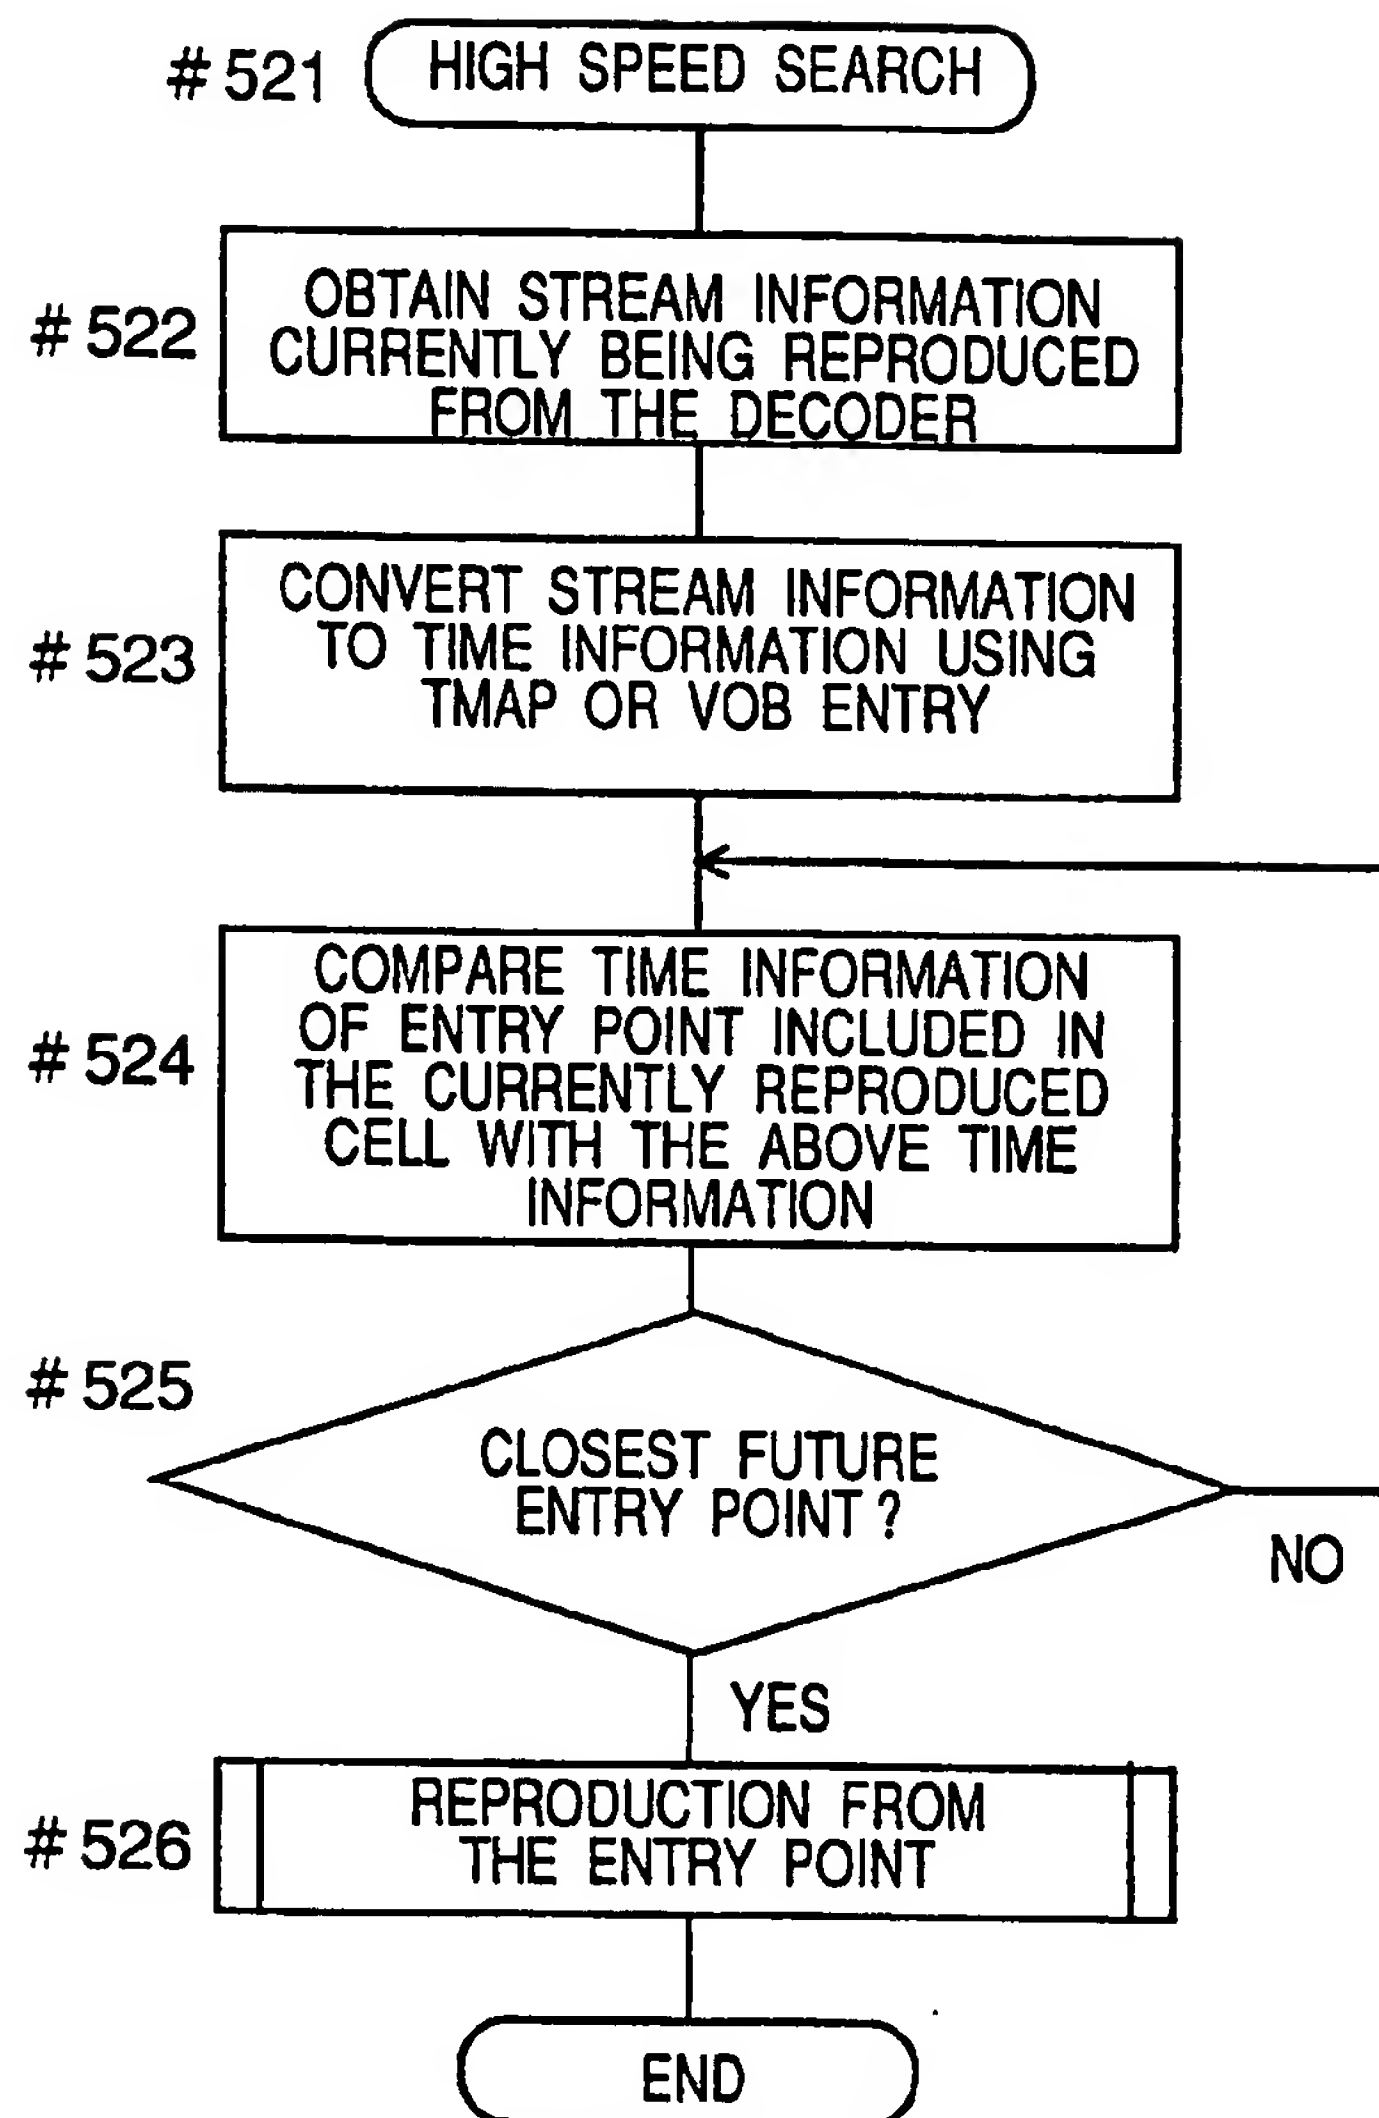 # 521 HIGH SPEED SEARCH
# 522
OBTAIN STREAM INFORMATION
CURRENTLY BEING REPRODUCED
FROM THE DECODER
# 523
CONVERT STREAM INFORMATION
TO TIME INFORMATION USING
TMAP OR VOB ENTRY
# 524
COMPARE TIME INFORMATION
OF ENTRY POINT INCLUDED IN
THE CURRENTLY REPRODUCED
CELL WITH THE ABOVE TIME
INFORMATION
# 525
CLOSEST FUTURE
ENTRY POINT ?
NO
YES
# 526
REPRODUCTION FROM
THE ENTRY POINT
END